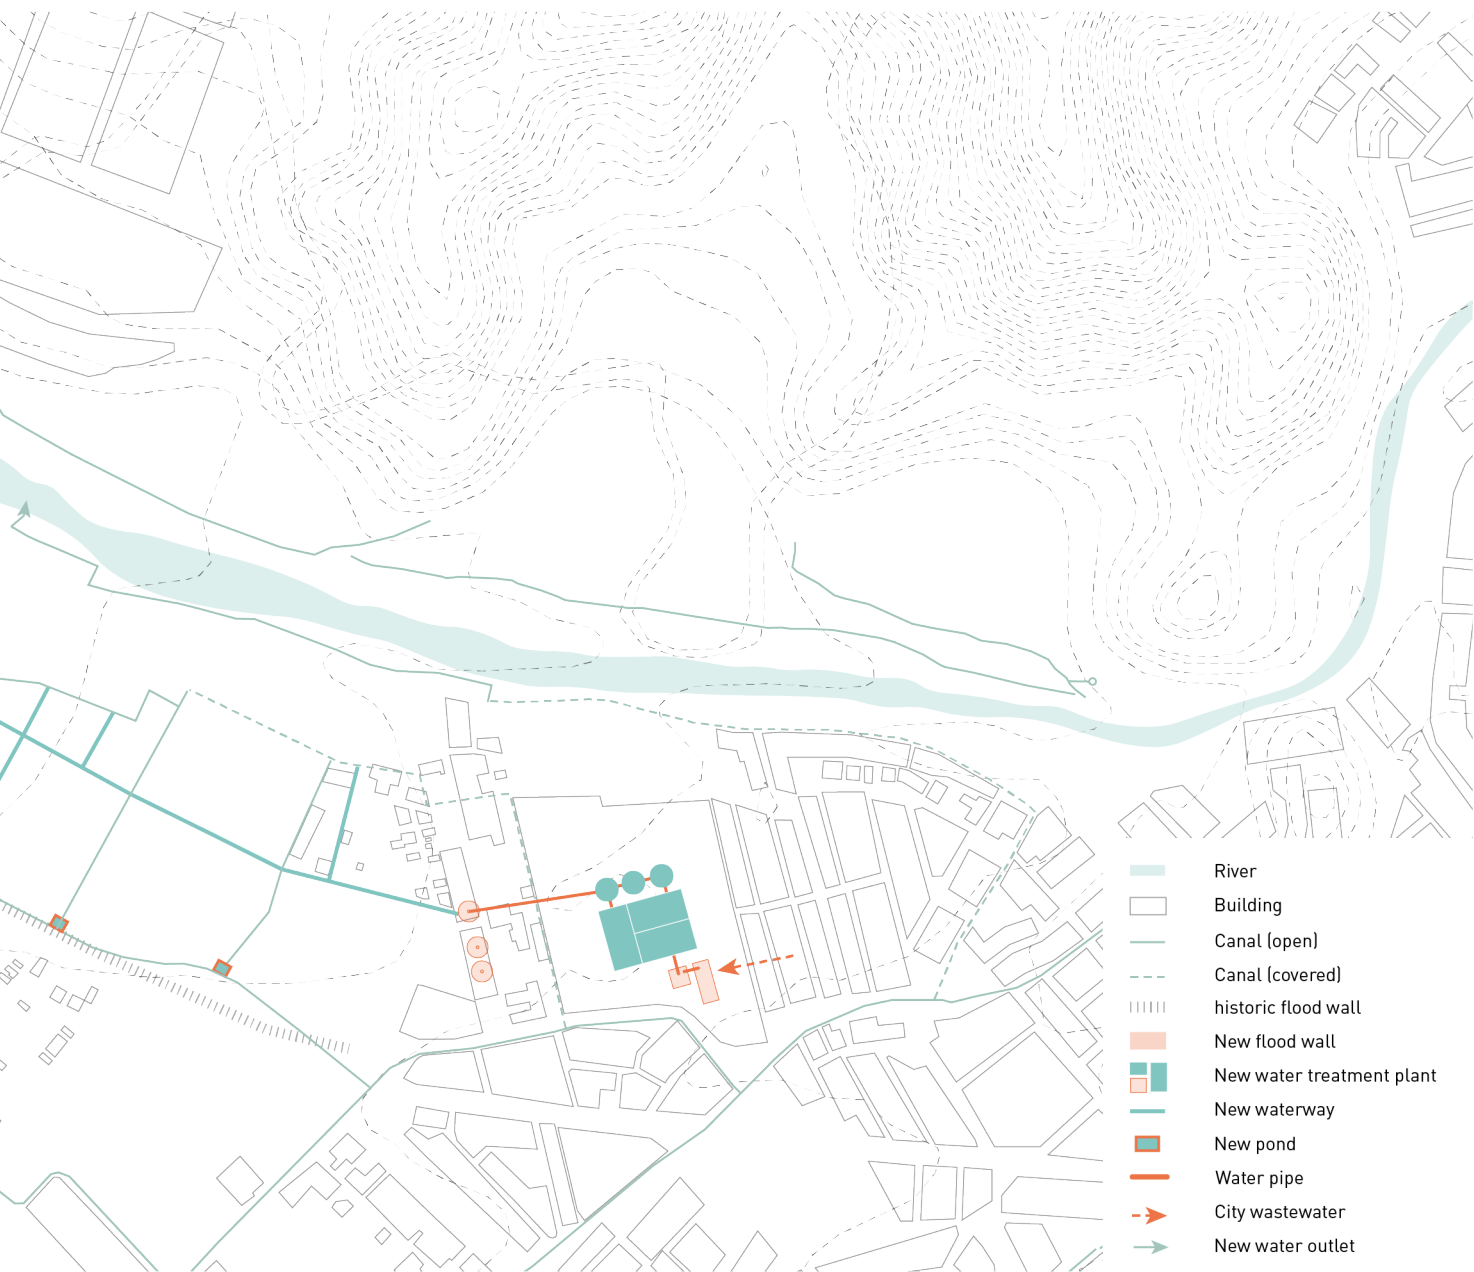 River
Building
Canal (open)
Canal (covered)
historic flood wall
New flood wall
New water treatment plant
New waterway
New pond
Water pipe
City wastewater
New water outlet